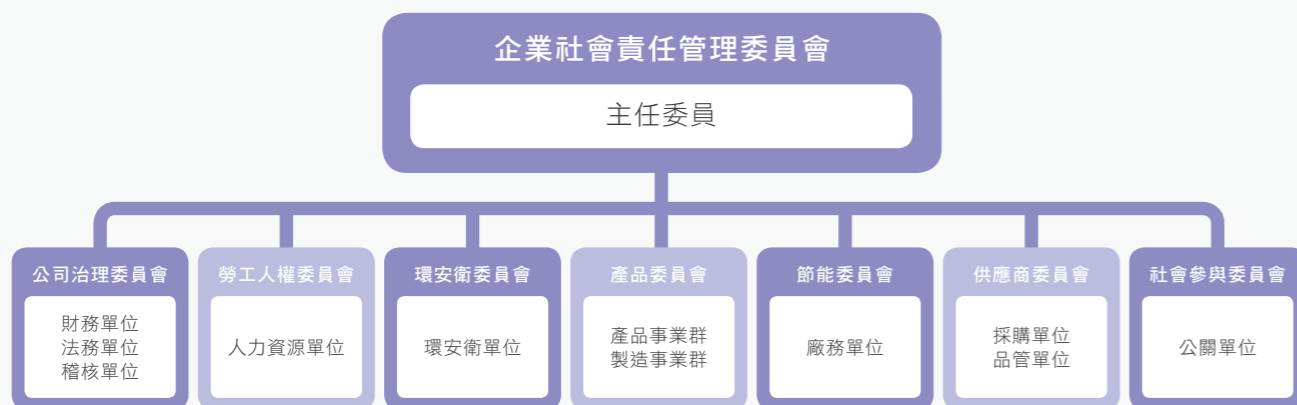 企業社會責任管理委員會
主任委員
公司治理委員會
財務單位
法務單位
稽核單位
勞工人權委員會
人力資源單位
環安衛委員會
環安衛單位
產品委員會
產品事業群
製造事業群
節能委員會
廠務單位
供應商委員會
採購單位
品管單位
社會參與委員會
公關單位